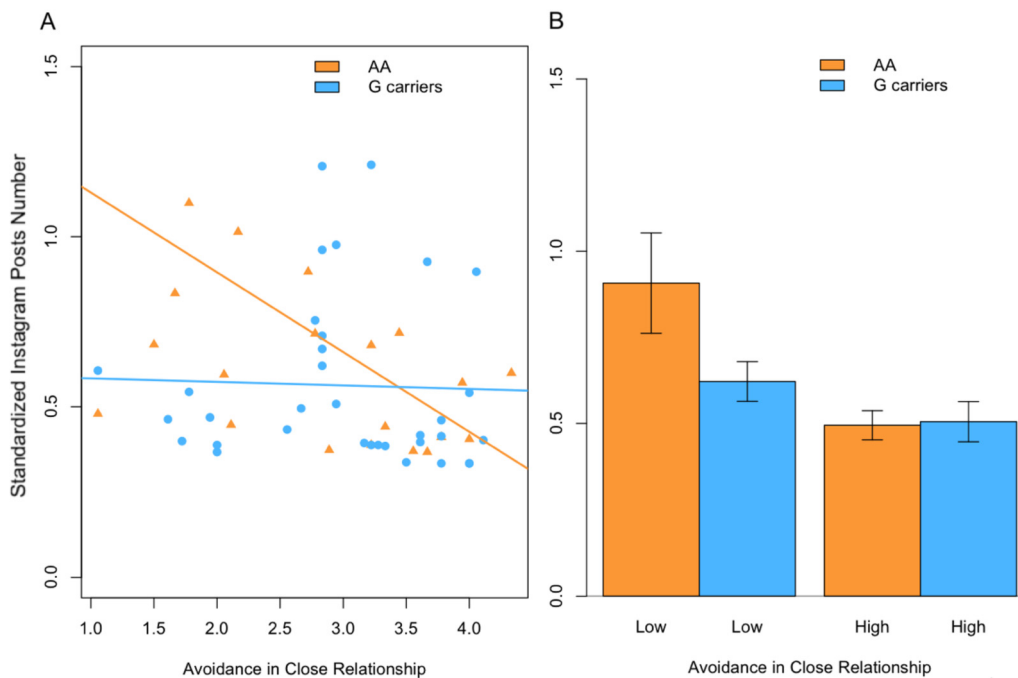 A
AA
G carriers
Standardized Instagram Posts Number
1.5
1.0
0.5
0.0
1.0 1.5 2.0 2.5 3.0 3.5 4.0
Avoidance in Close Relationship
B
AA
G carriers
1.5
1.0
0.5
0.0
Low Low High High
Avoidance in Close Relationship